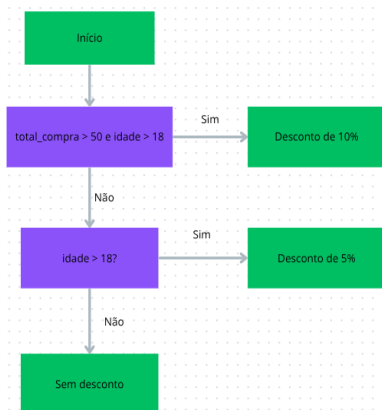 Início
total_compra > 50 e idade > 18
Sim
Desconto de 10%
Não
idade > 18?
Sim
Desconto de 5%
Não
Sem desconto